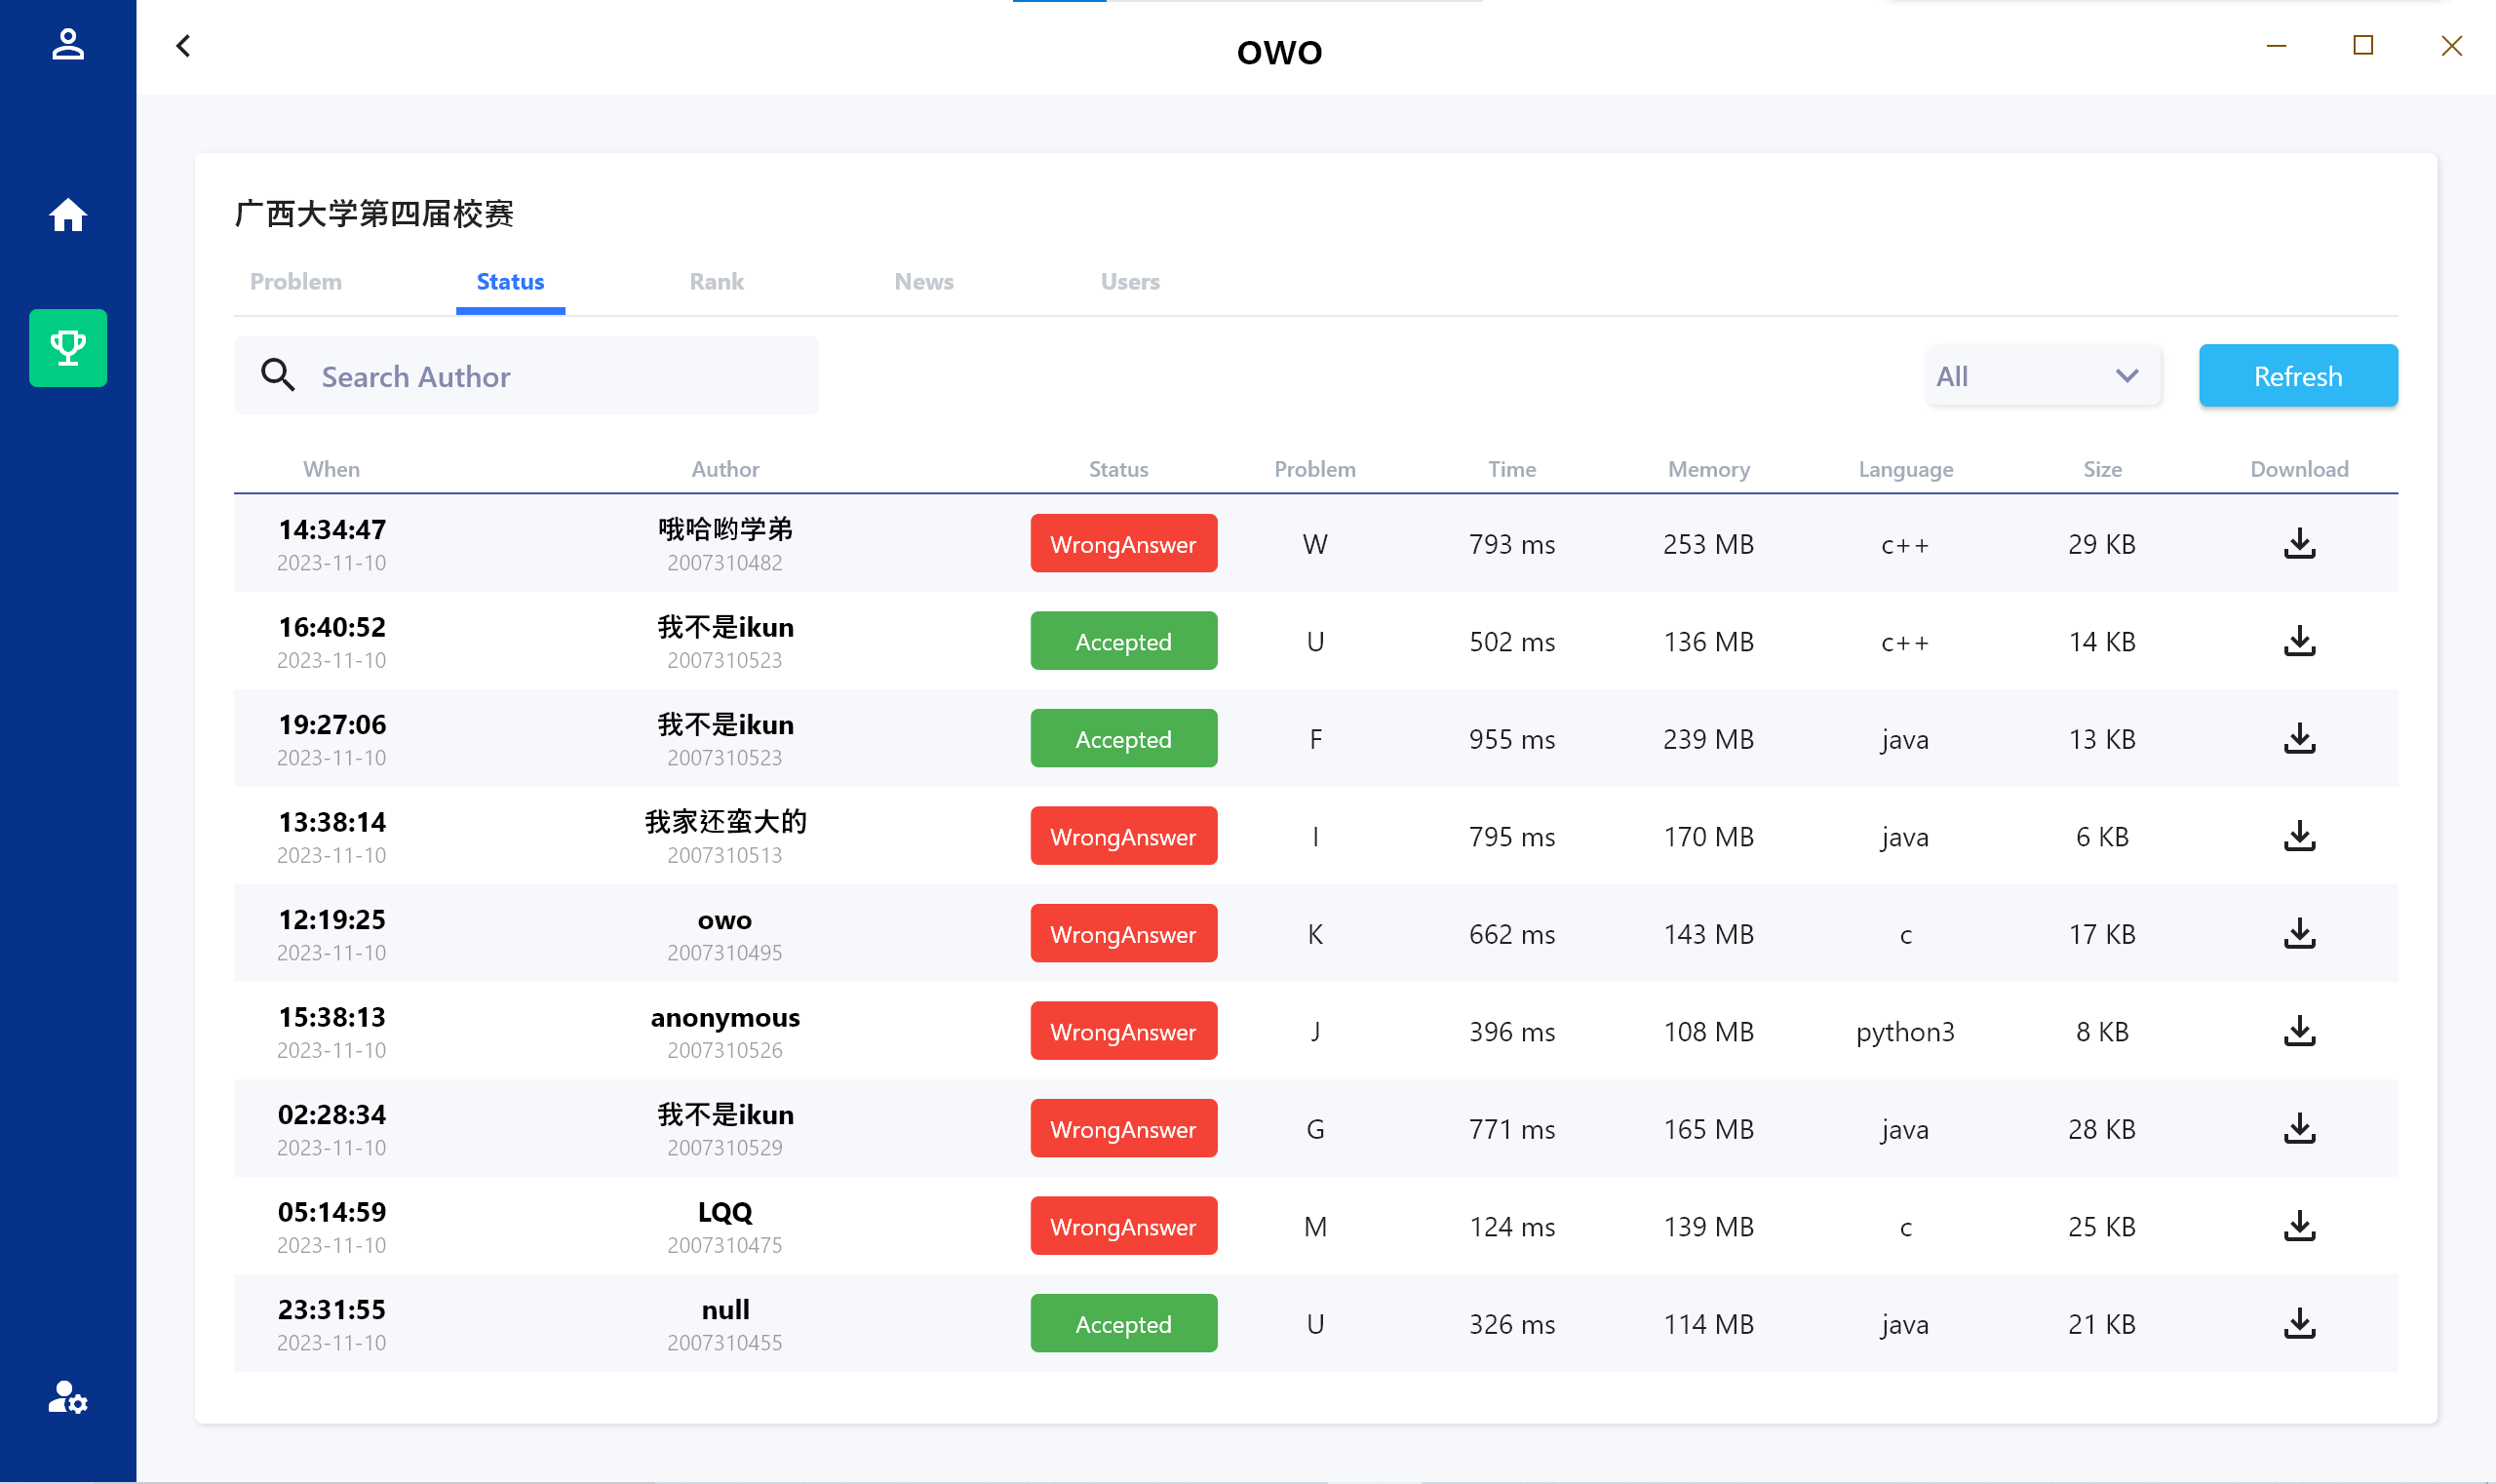 OWO
广西大学第四届校赛
Problem Status Rank News Users
Search Author All Refresh
When Author Status Problem Time Memory Language Size Download
14:34:47 哦哈哟学弟 WrongAnswer W 793 ms 253 MB c++ 29 KB
2023-11-10 2007310482
16:40:52 我不是ikun Accepted U 502 ms 136 MB c++ 14 KB
2023-11-10 2007310523
19:27:06 我不是ikun Accepted F 955 ms 239 MB java 13 KB
2023-11-10 2007310523
13:38:14 我家还蛮大的 WrongAnswer I 795 ms 170 MB java 6 KB
2023-11-10 2007310513
12:19:25 owo WrongAnswer K 662 ms 143 MB c 17 KB
2023-11-10 2007310495
15:38:13 anonymous WrongAnswer J 396 ms 108 MB python3 8 KB
2023-11-10 2007310526
02:28:34 我不是ikun WrongAnswer G 771 ms 165 MB java 28 KB
2023-11-10 2007310529
05:14:59 LQQ WrongAnswer M 124 ms 139 MB c 25 KB
2023-11-10 2007310475
23:31:55 null Accepted U 326 ms 114 MB java 21 KB
2023-11-10 2007310455